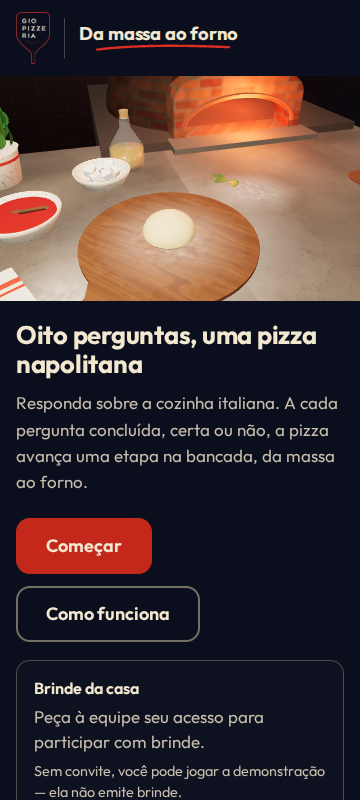 GIO
PIZZE
RIA
Da massa ao forno
Oito perguntas, uma pizza
napolitana
Responda sobre a cozinha italiana. A cada
pergunta concluída, certa ou não, a pizza
avança uma etapa na bancada, da massa
ao forno.
Começar
Como funciona
Brinde da casa
Peça à equipe seu acesso para
participar com brinde.
Sem convite, você pode jogar a demonstração
— ela não emite brinde.